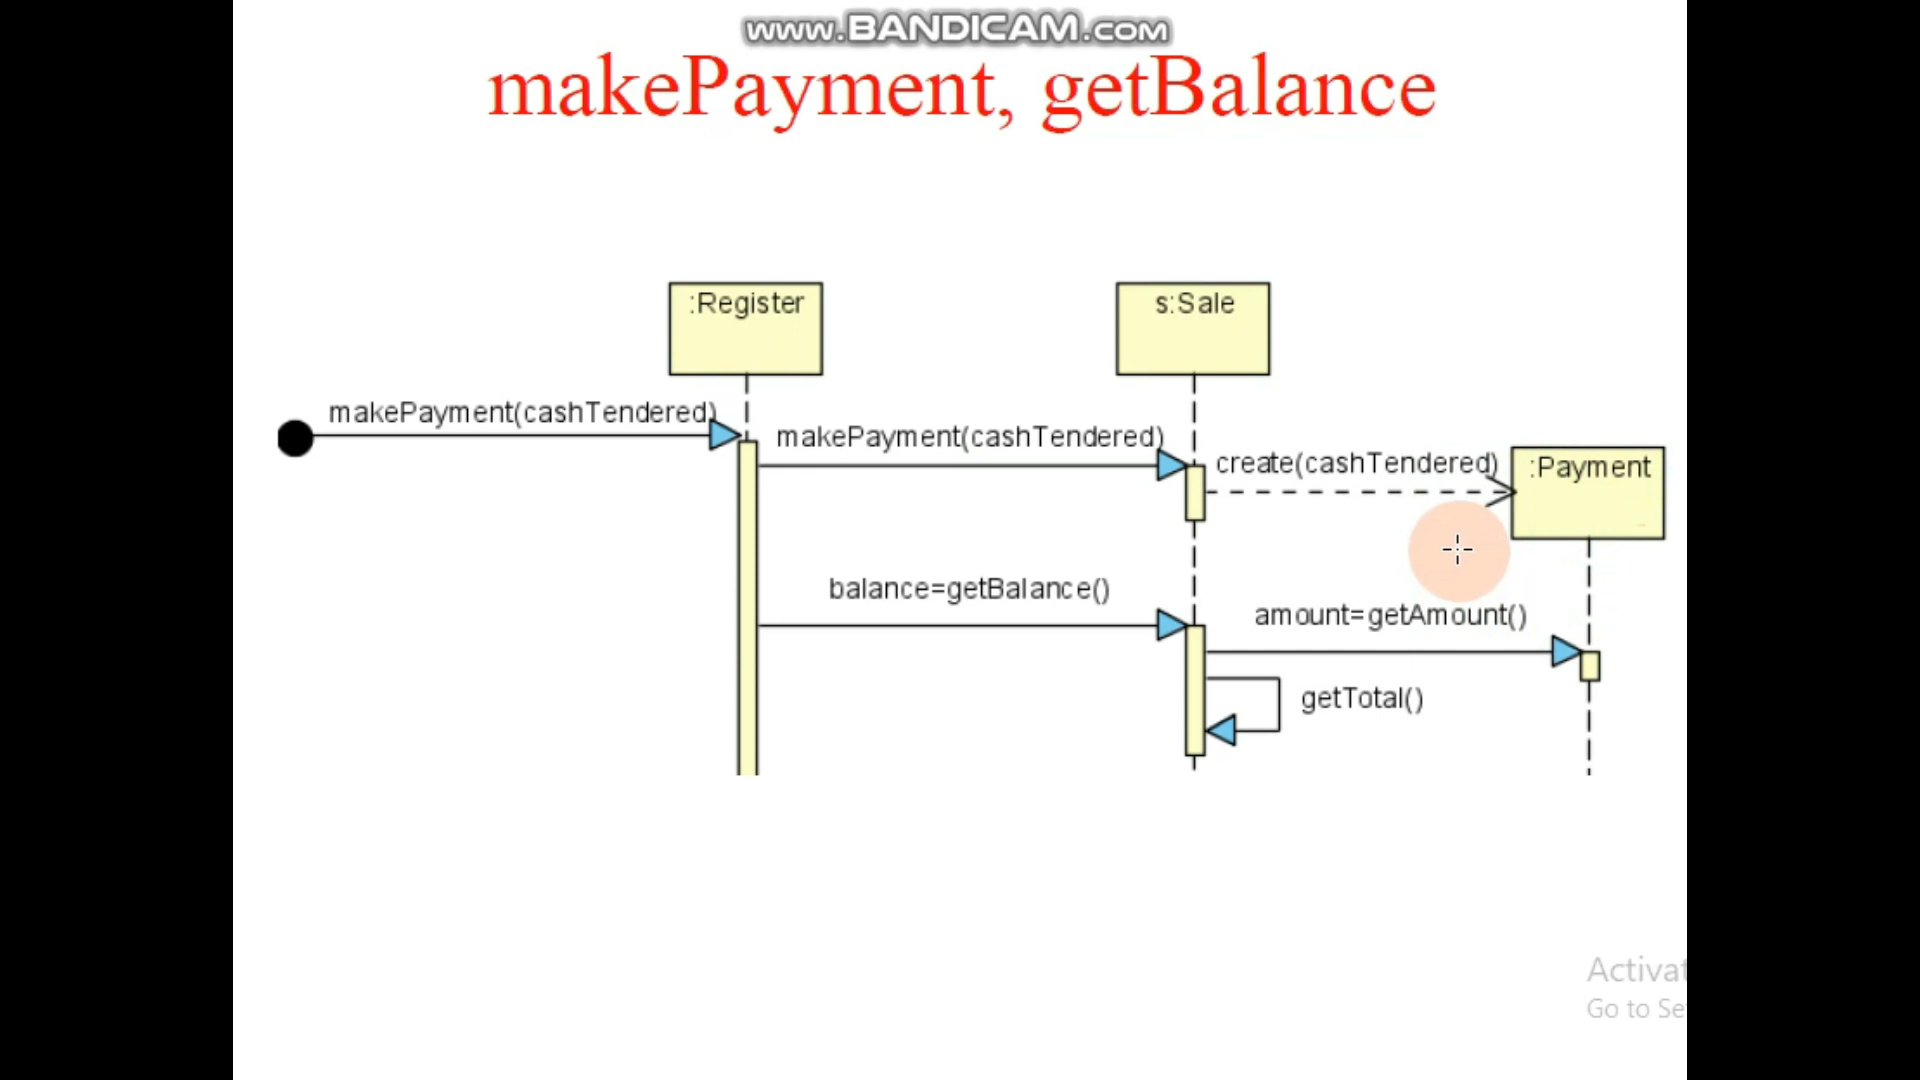 www.BANDICAM.com
makePayment, getBalance
:Register
s:Sale
makePayment(cashTendered)
makePayment(cashTendered)
create(cashTendered)
:Payment
balance=getBalance()
amount=getAmount()
getTotal()
Activat
Go to Se